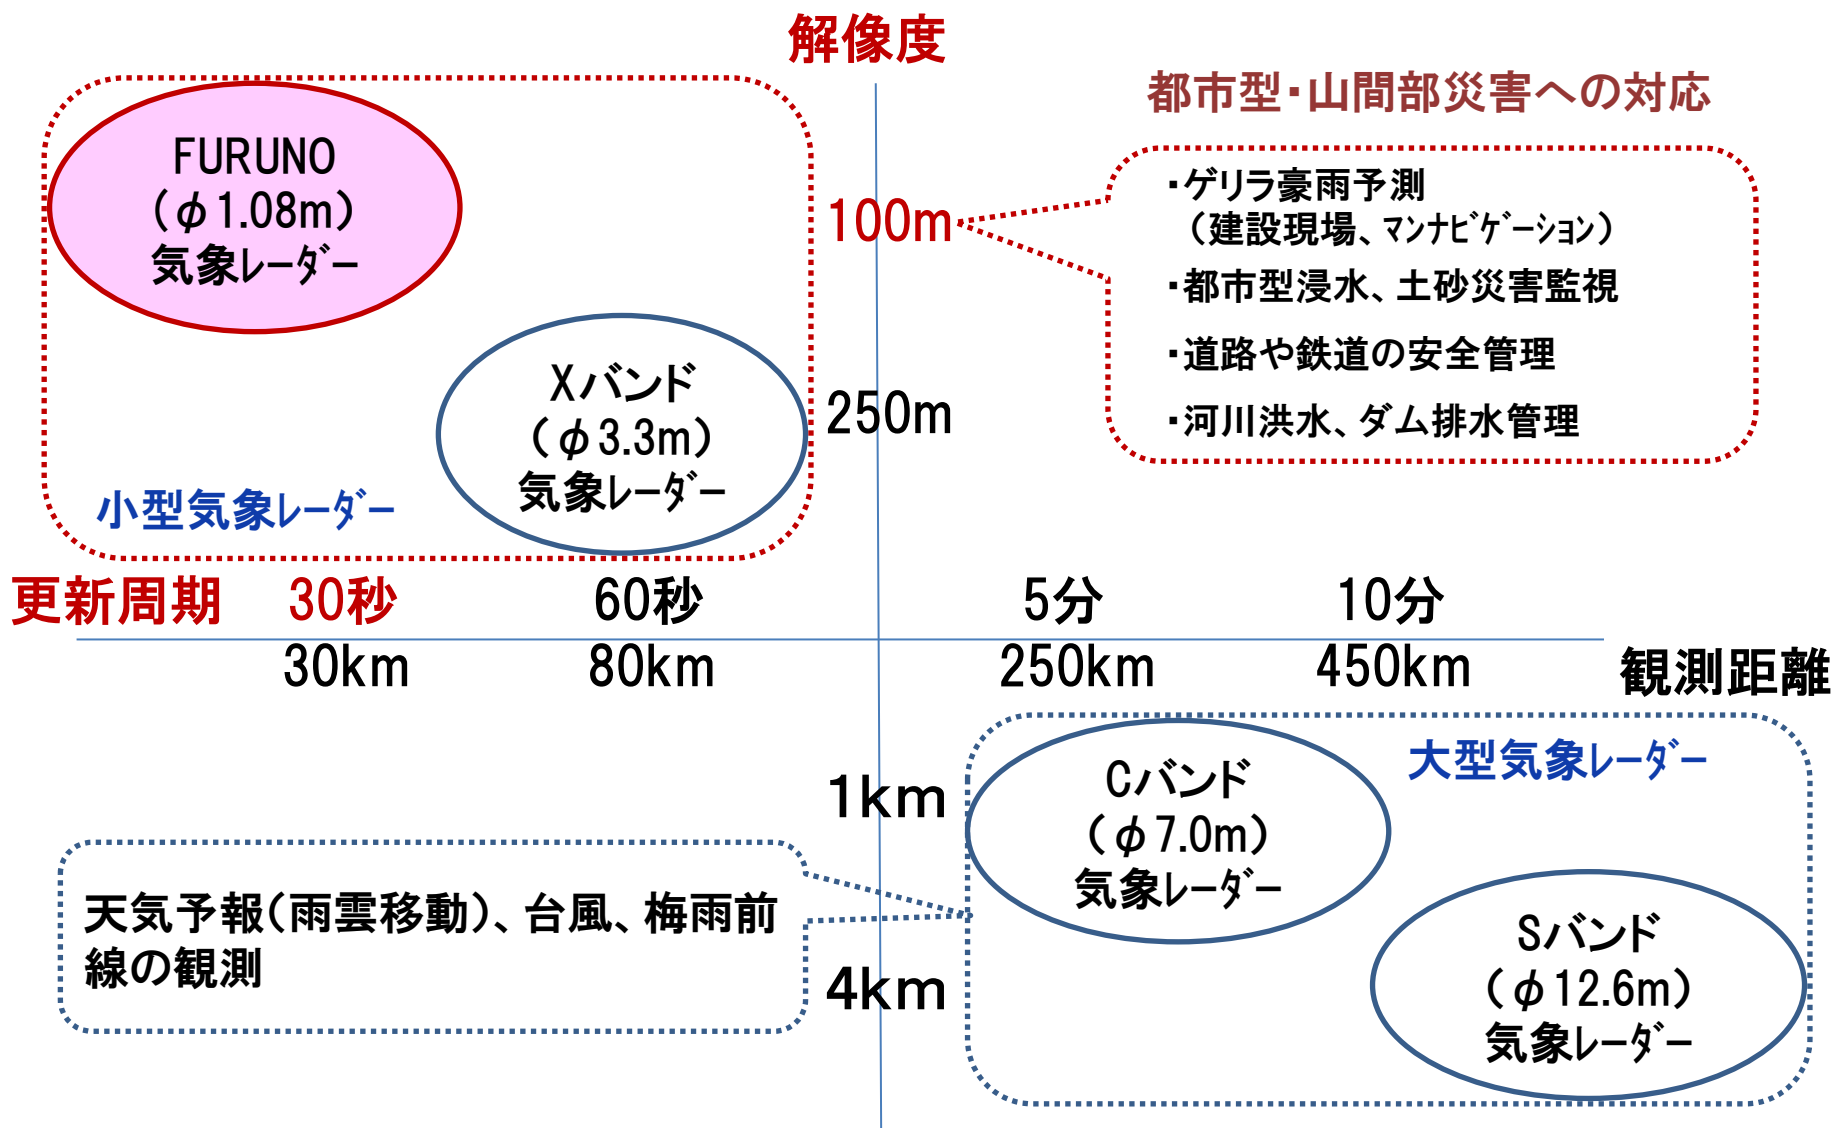 解像度
都市型・山間部災害への対応
FURUNO
（φ1.08m）
気象ﾚｰﾀﾞｰ
100m
・ゲリラ豪雨予測
（建設現場、ﾏﾝﾅﾋﾞｹﾞｰｼｮﾝ）
・都市型浸水、土砂災害監視
・道路や鉄道の安全管理
・河川洪水、ダム排水管理
Xバンド
（φ3.3m）
気象ﾚｰﾀﾞｰ
250m
小型気象ﾚｰﾀﾞｰ
更新周期 30秒 60秒 5分 10分
30km 80km 250km 450km 観測距離
大型気象ﾚｰﾀﾞｰ
1km
Cバンド
（φ7.0m）
気象ﾚｰﾀﾞｰ
天気予報（雨雲移動）、台風、梅雨前
線の観測
4km
Sバンド
（φ12.6m）
気象ﾚｰﾀﾞｰ